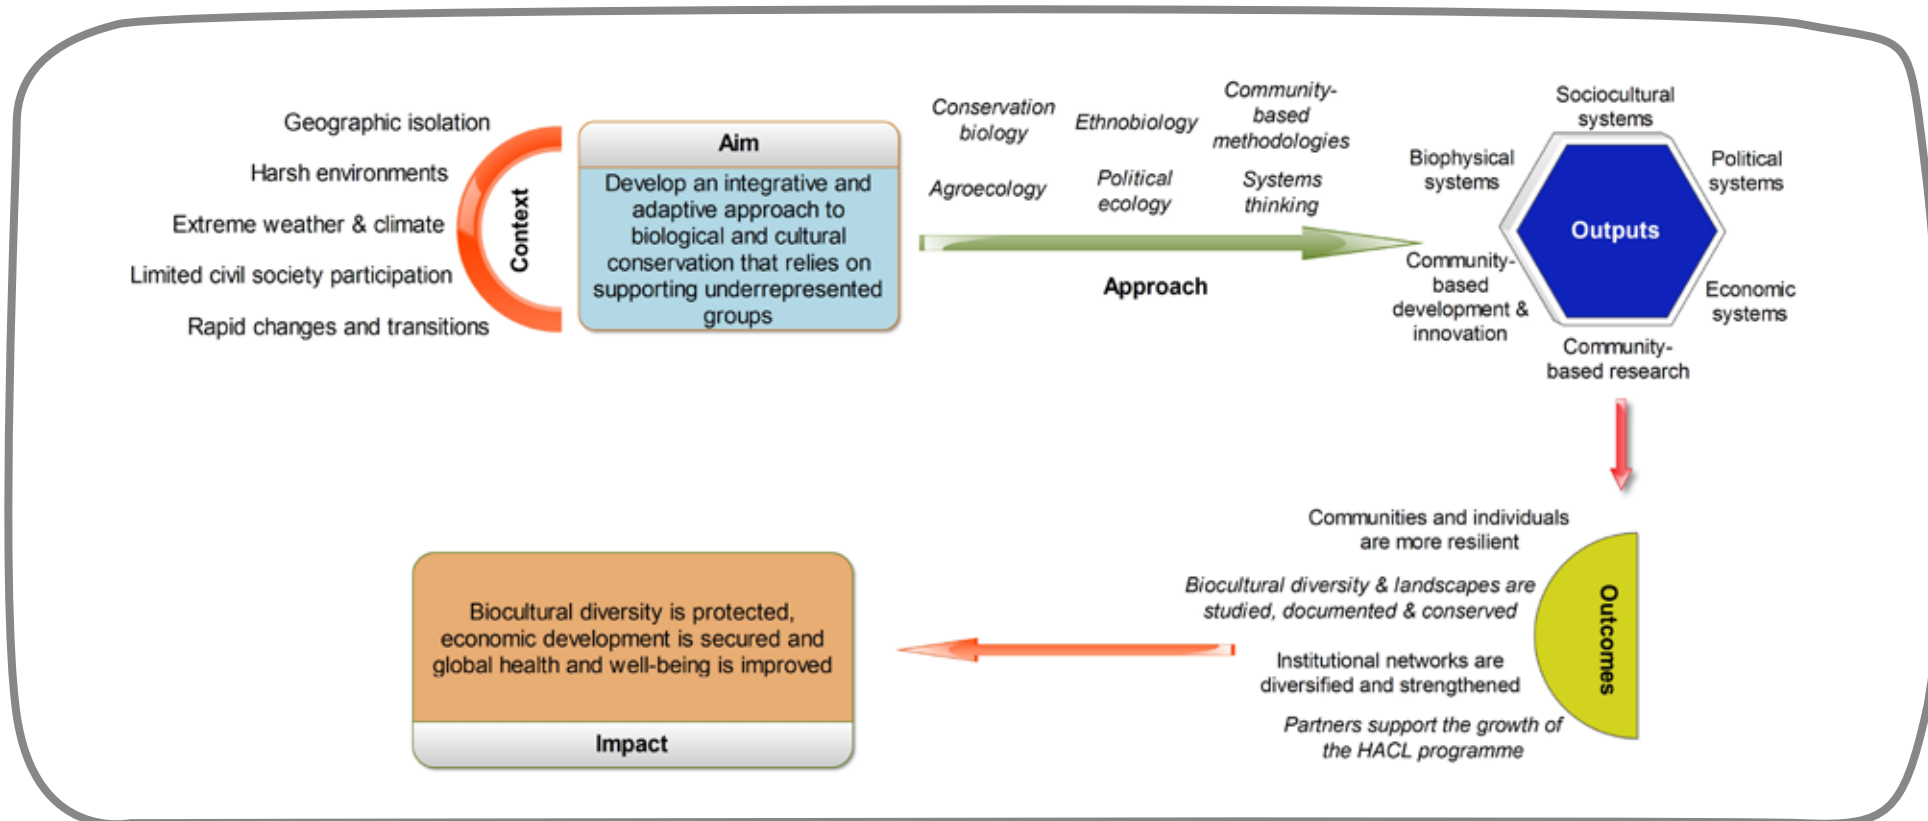 Geographic isolation
Harsh environments
Extreme weather & climate
Limited civil society participation
Rapid changes and transitions
Context
Aim
Develop an integrative and
adaptive approach to
biological and cultural
conservation that relies on
supporting underrepresented
groups
Conservation
biology
Ethnobiology
Community-
based
methodologies
Agroecology
Political
ecology
Systems
thinking
Approach
Sociocultural
systems
Biophysical
systems
Political
systems
Outputs
Community-
based
development &
innovation
Economic
systems
Community-
based research
Communities and individuals
are more resilient
Biocultural diversity & landscapes are
studied, documented & conserved
Institutional networks are
diversified and strengthened
Partners support the growth of
the HACL programme
Outcomes
Biocultural diversity is protected,
economic development is secured and
global health and well-being is improved
Impact